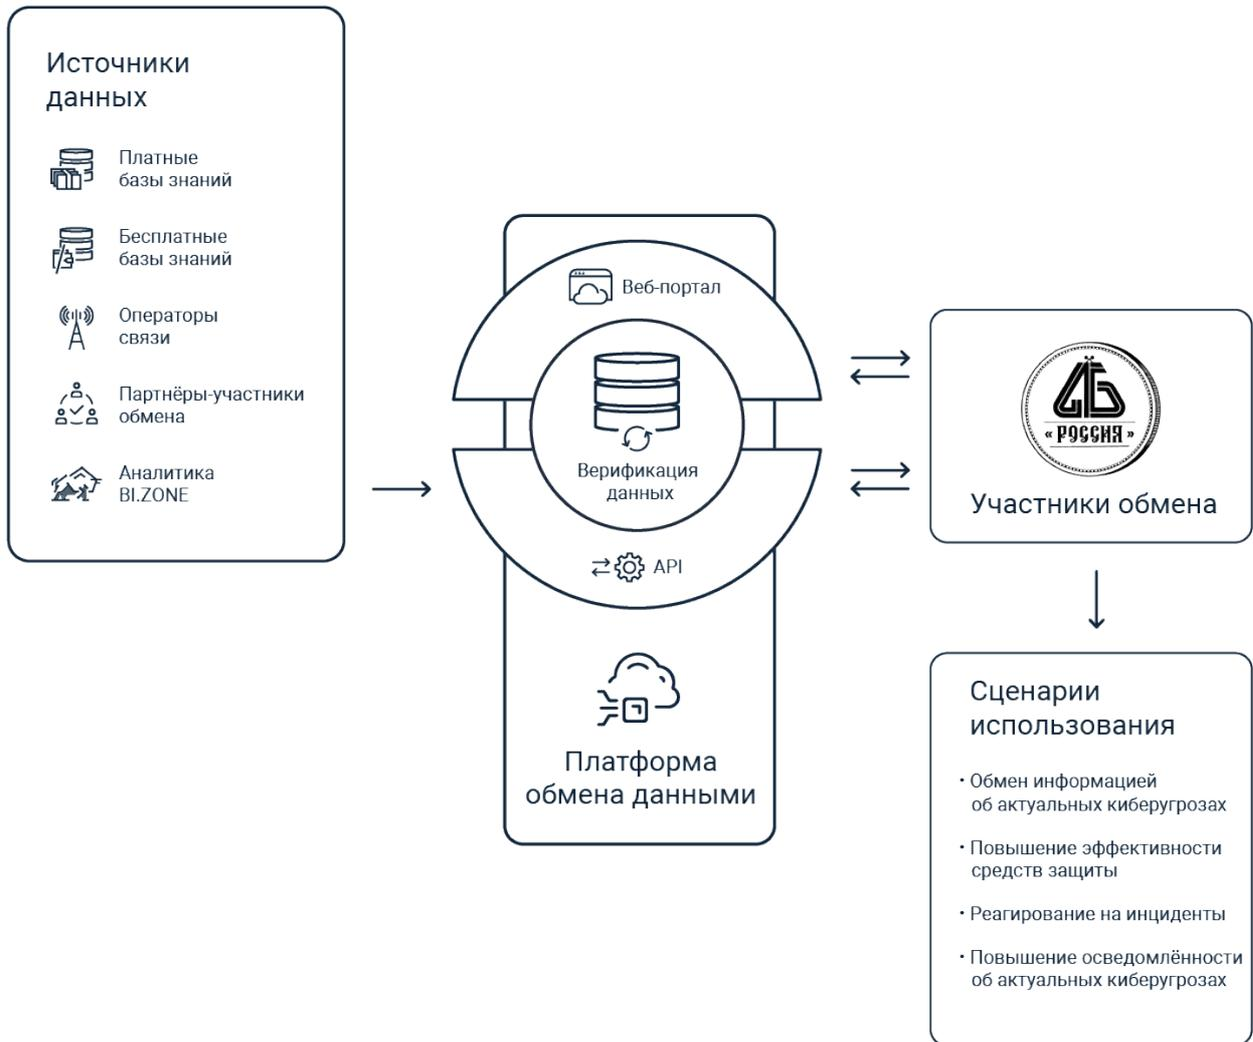 Источники
данных
Платные
базы знаний
Бесплатные
базы знаний
Операторы
связи
Партнёры-участники
обмена
Аналитика
BI.ZONE
Веб-портал
Верификация
данных
API
Платформа
обмена данными
« РОССИЯ »
Участники обмена
Сценарии
использования
· Обмен информацией
об актуальных киберугрозах
· Повышение эффективности
средств защиты
· Реагирование на инциденты
· Повышение осведомлённости
об актуальных киберугрозах